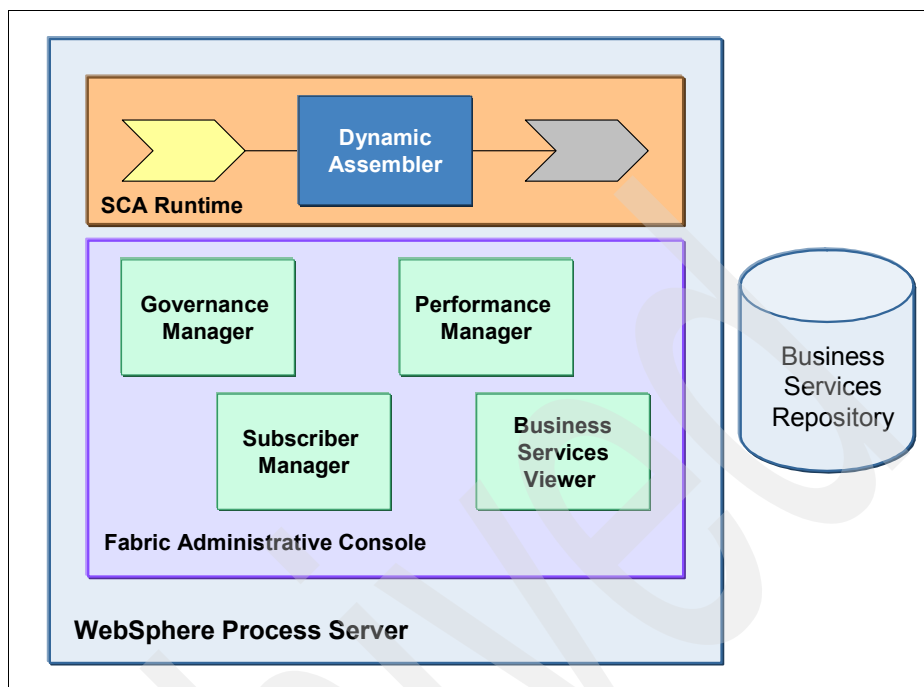 Dynamic
Assembler
SCA Runtime
Governance
Manager
Performance
Manager
Subscriber
Manager
Business
Services
Viewer
Fabric Administrative Console
WebSphere Process Server
Business
Services
Repository